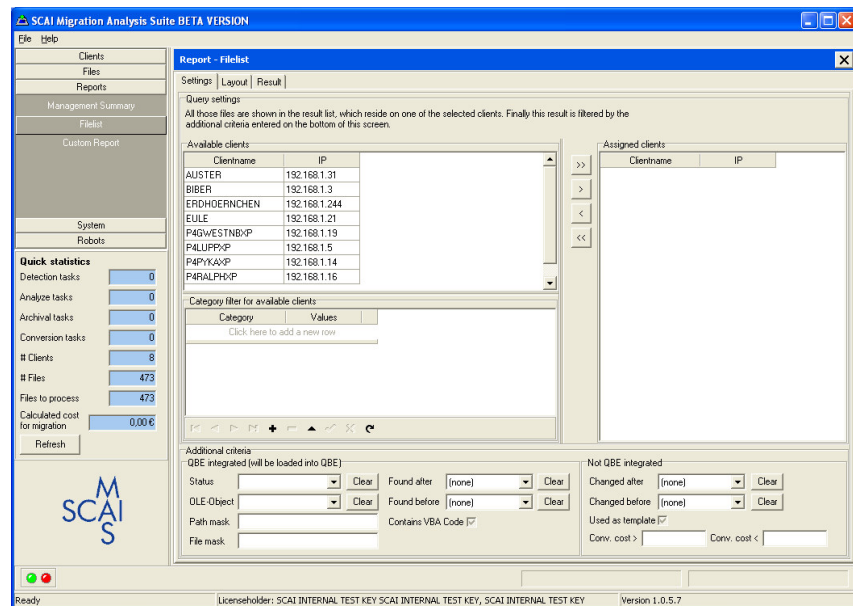 SCAI Migration Analysis Suite BETA VERSION
File Help
Clients
Files
Reports
Management Summary
Filelist
Custom Report
System
Robots
Quick statistics
Detection tasks 0
Analyze tasks 0
Archival tasks 0
Conversion tasks 0
# Clients 8
# Files 473
Files to process 473
Calculated cost
for migration 0,00 €
Refresh
SCAI
MAS
Report - Filelist
Settings Layout Result
Query settings
All those files are shown in the result list, which reside on one of the selected clients. Finally this result is filtered by the
additional criteria entered on the bottom of this screen.
Available clients
Clientname IP
AUSTER 192.168.1.31
BIBER 192.168.1.3
ERDHOERNCHEN 192.168.1.244
EULE 192.168.1.21
P4GWESTNBXP 192.168.1.19
P4LUPPXP 192.168.1.5
P4PYKAXP 192.168.1.14
P4RALPHXP 192.168.1.16
>>
>
<
<<
Assigned clients
Clientname IP
Category filter for available clients
Category Values
Click here to add a new row
Additional criteria
QBE integrated (will be loaded into QBE)
Status Clear Found after (none) Clear
OLE-Object Clear Found before (none) Clear
Path mask Contains VBA Code
File mask
Not QBE integrated
Changed after (none) Clear
Changed before (none) Clear
Used as template
Conv. cost > Conv. cost <
Ready Licenseholder: SCAI INTERNAL TEST KEY SCAI INTERNAL TEST KEY, SCAI INTERNAL TEST KEY Version 1.0.5.7